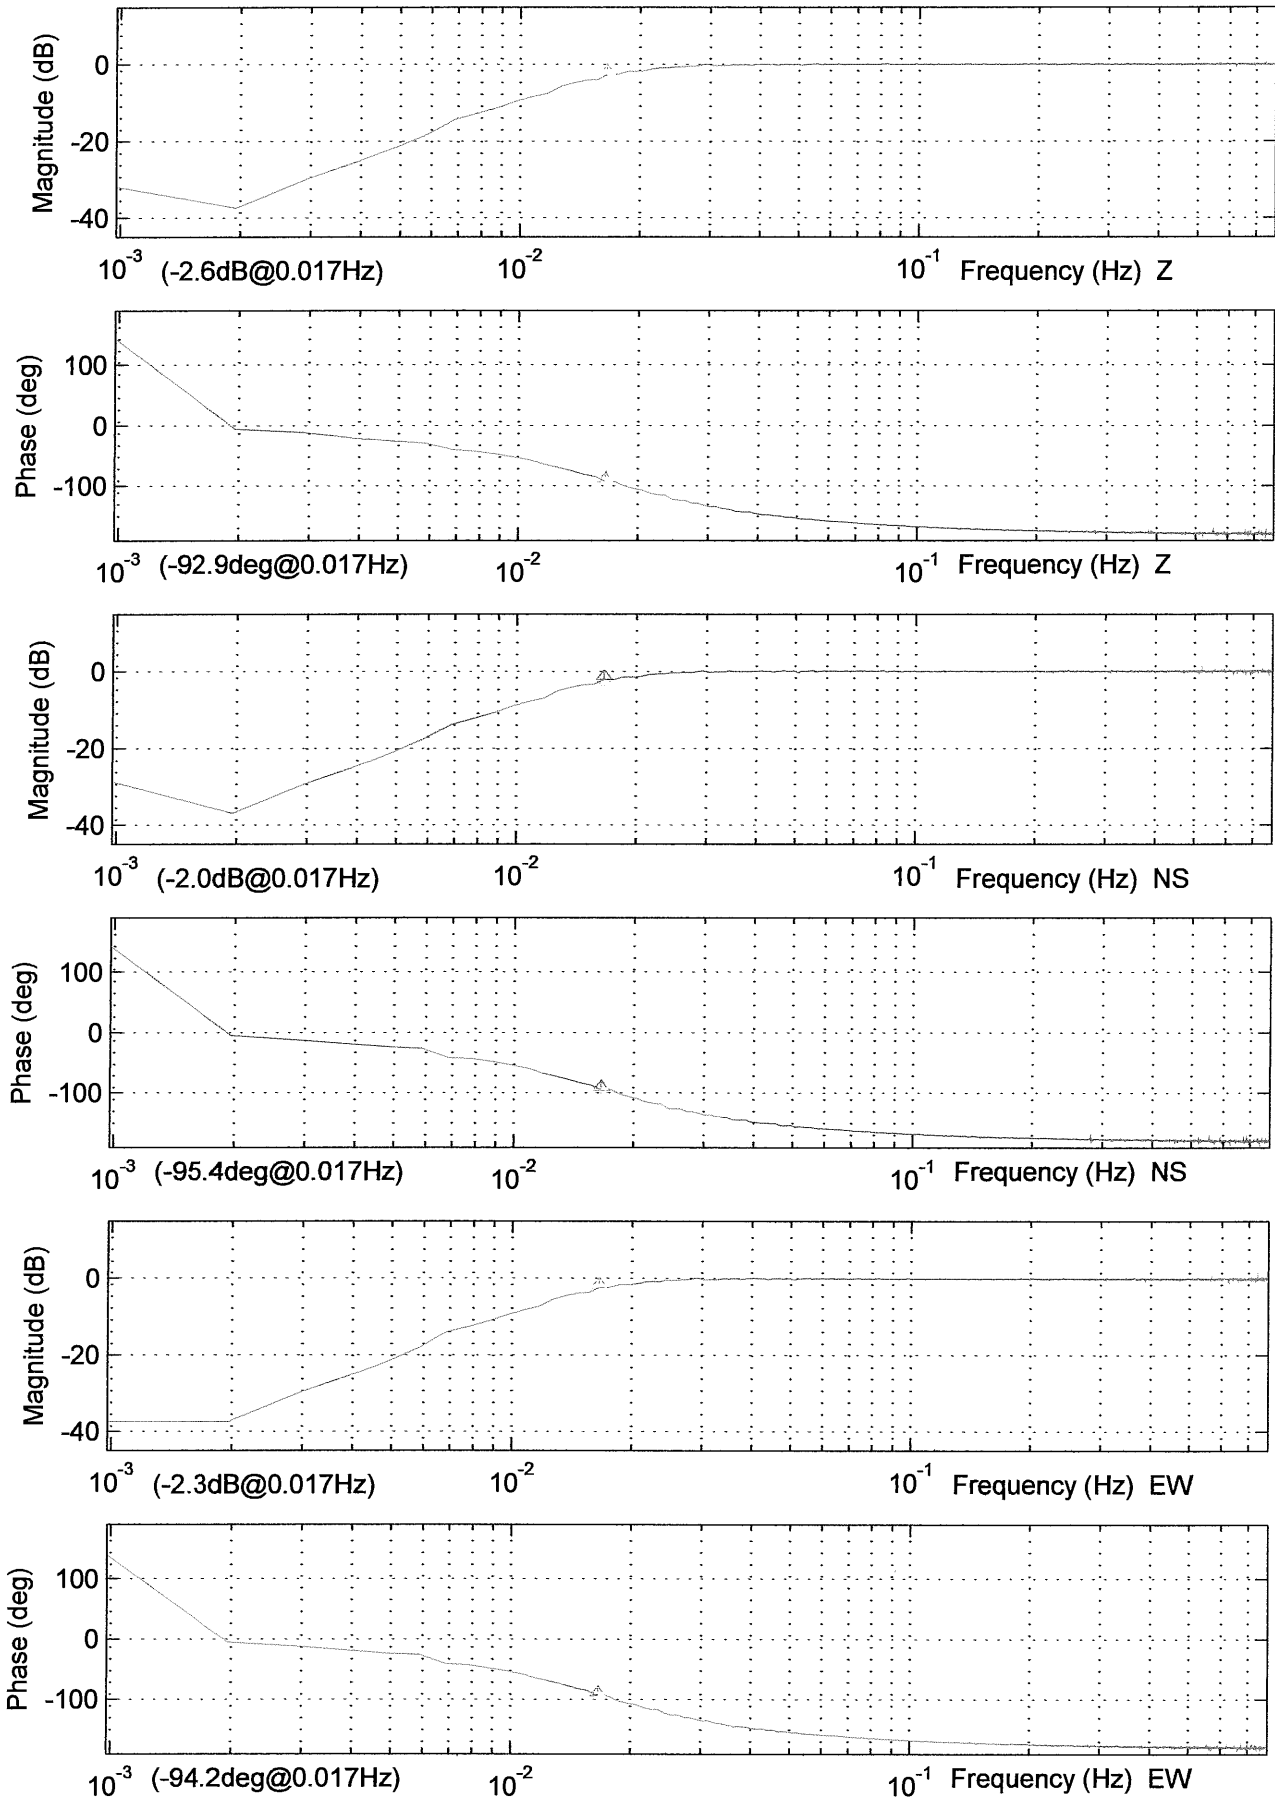 Magnitude (dB)
0
-20
-40
10^-3 (-2.6dB@0.017Hz) 10^-2 10^-1 Frequency (Hz) Z
Phase (deg)
100
0
-100
10^-3 (-92.9deg@0.017Hz) 10^-2 10^-1 Frequency (Hz) Z
Magnitude (dB)
0
-20
-40
10^-3 (-2.0dB@0.017Hz) 10^-2 10^-1 Frequency (Hz) NS
Phase (deg)
100
0
-100
10^-3 (-95.4deg@0.017Hz) 10^-2 10^-1 Frequency (Hz) NS
Magnitude (dB)
0
-20
-40
10^-3 (-2.3dB@0.017Hz) 10^-2 10^-1 Frequency (Hz) EW
Phase (deg)
100
0
-100
10^-3 (-94.2deg@0.017Hz) 10^-2 10^-1 Frequency (Hz) EW